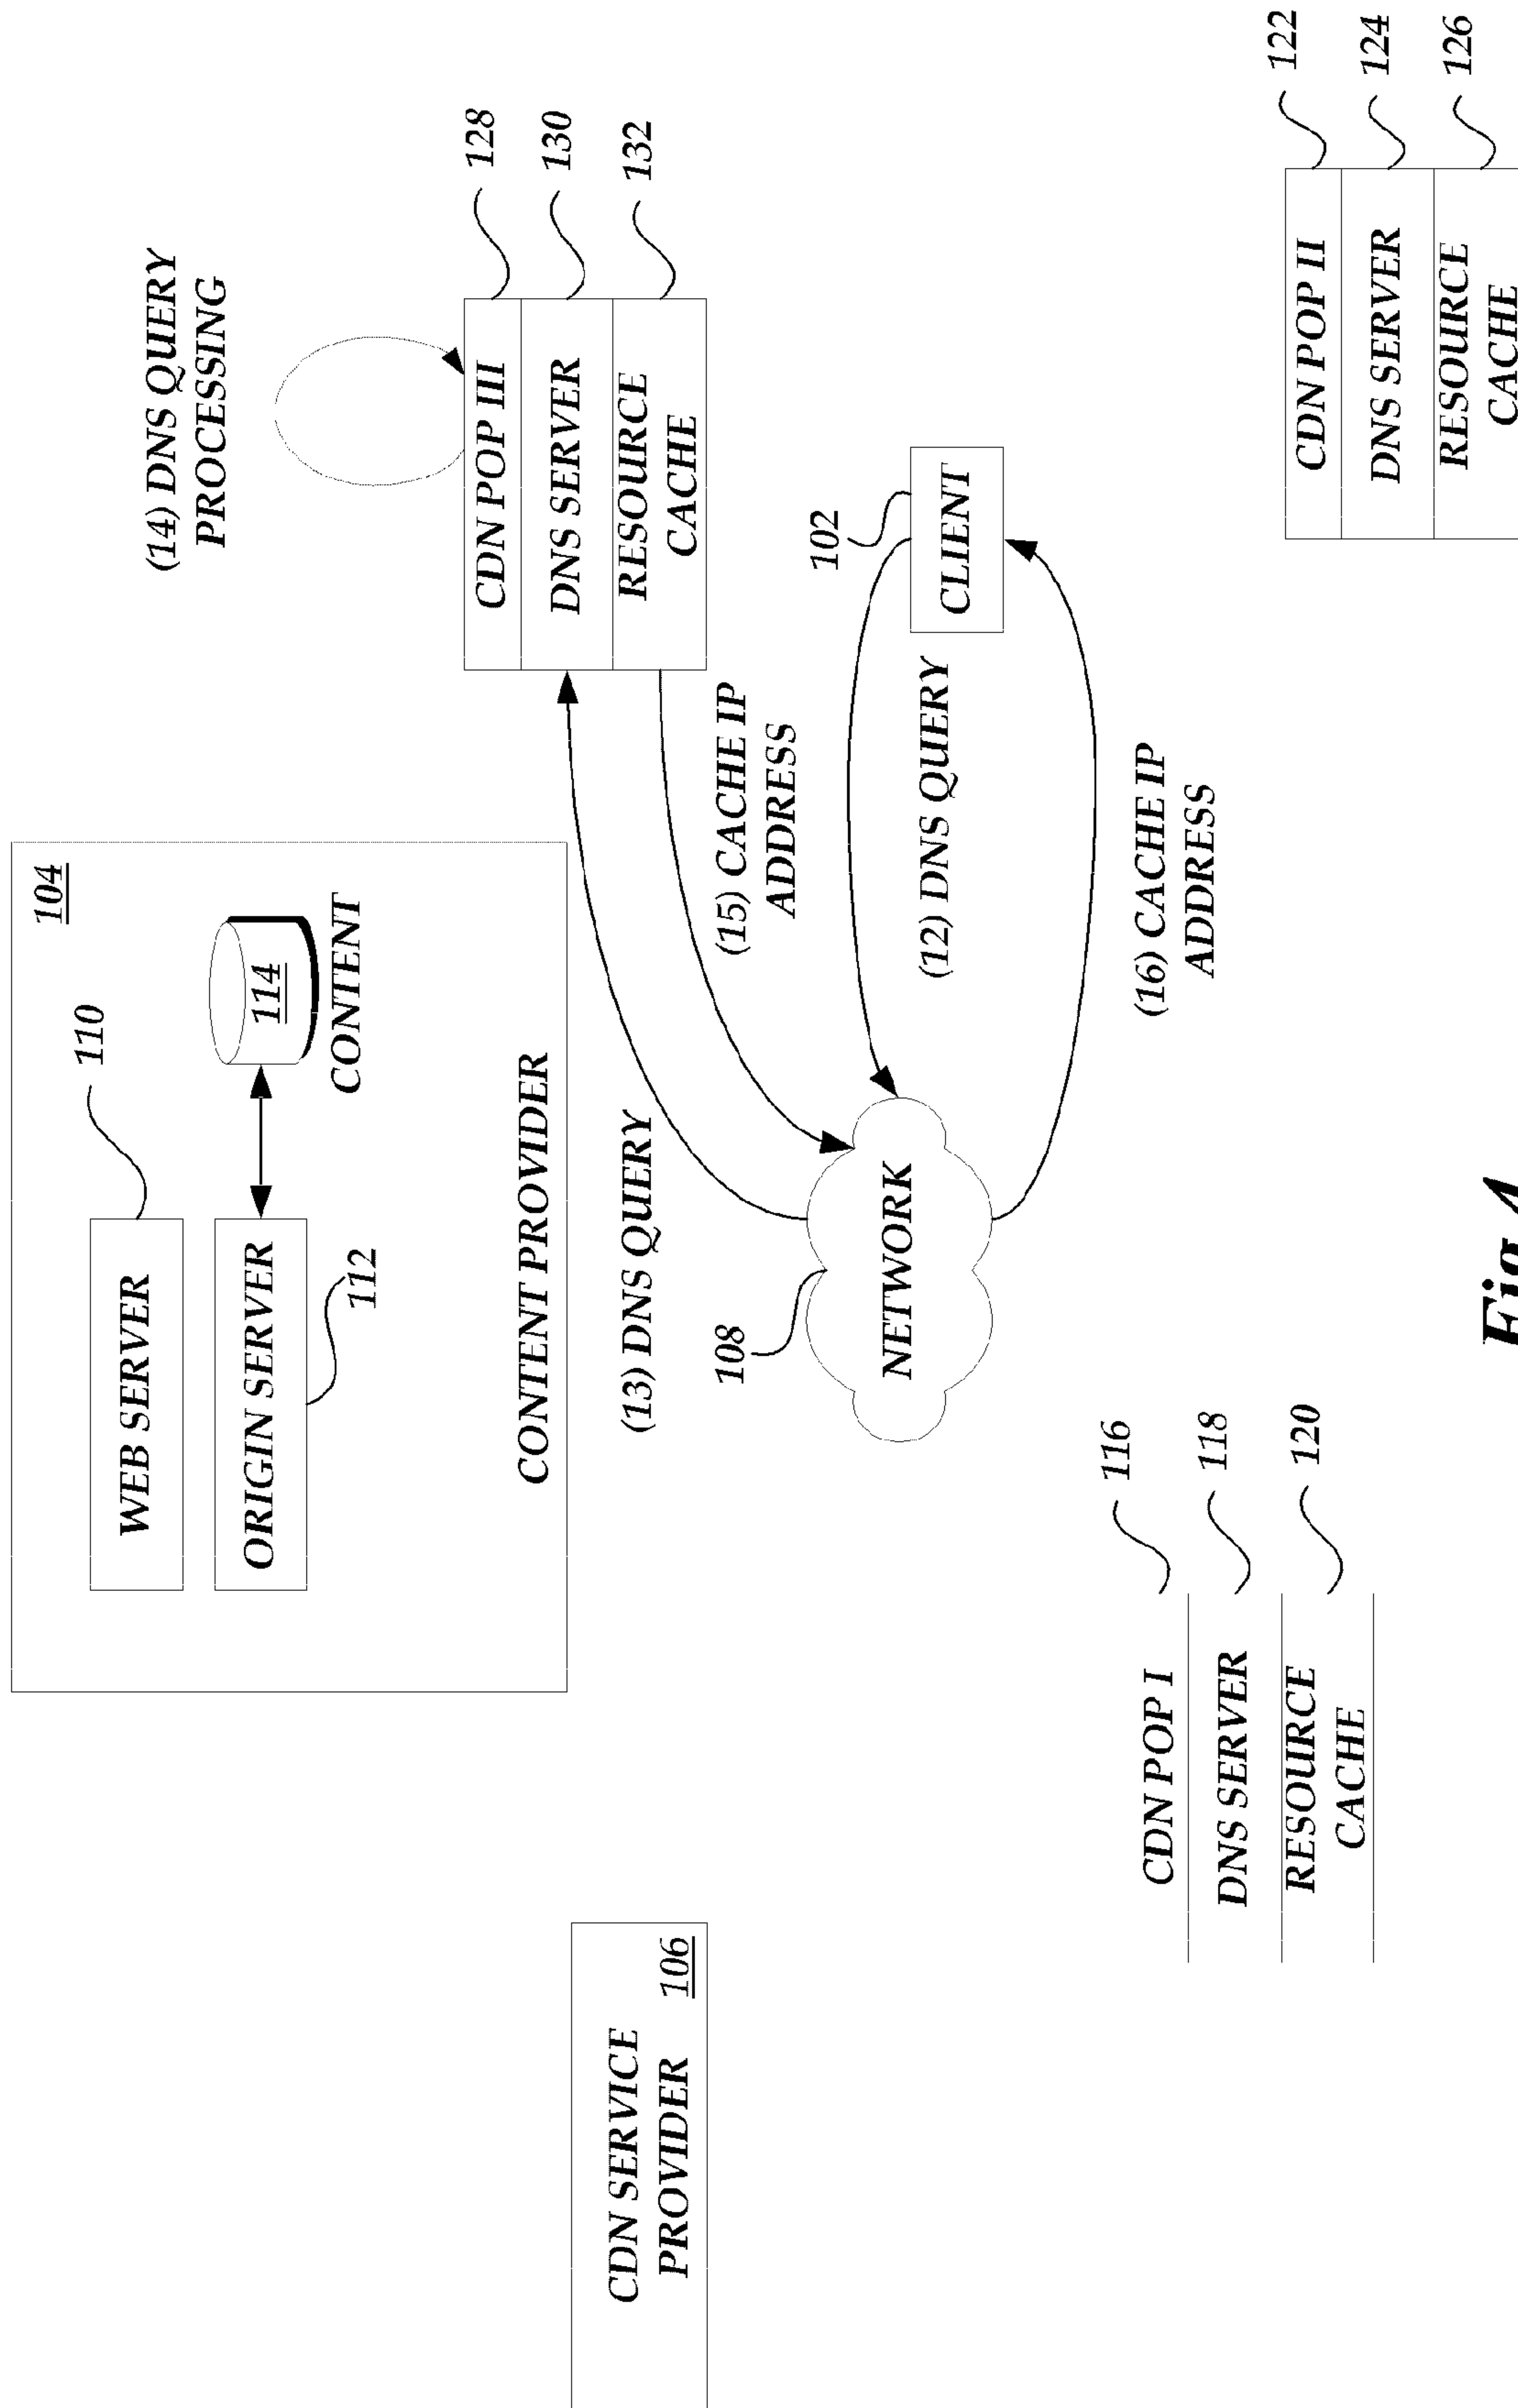 104
WEB SERVER
110
ORIGIN SERVER
112
114
CONTENT
CONTENT PROVIDER
(14) DNS QUERY
PROCESSING
CDN SERVICE
PROVIDER
106
CDN POP III
128
DNS SERVER
130
RESOURCE
CACHE
132
(13) DNS QUERY
(15) CACHE IP
ADDRESS
108
NETWORK
102
CLIENT
(12) DNS QUERY
(16) CACHE IP
ADDRESS
CDN POP I
116
DNS SERVER
118
RESOURCE
CACHE
120
CDN POP II
122
DNS SERVER
124
RESOURCE
CACHE
126
Fig.4